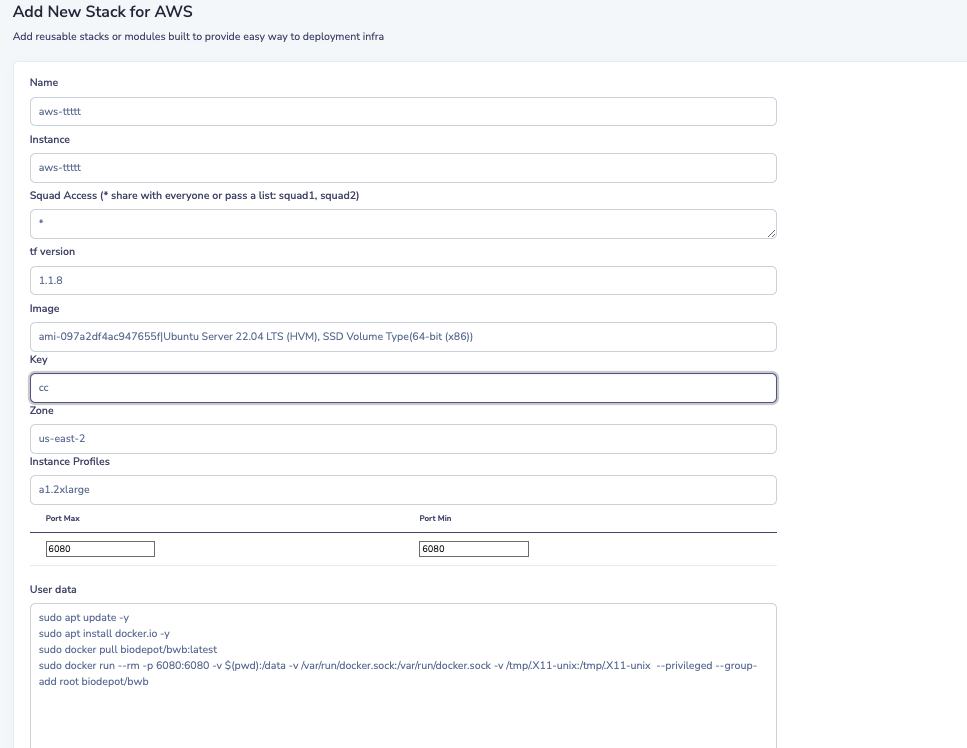 Add New Stack for AWS
Add reusable stacks or modules built to provide easy way to deployment infra
Name
aws-ttttt
Instance
aws-ttttt
Squad Access (* share with everyone or pass a list: squad1, squad2)
*
tf version
1.1.8
Image
ami-097a2df4ac947655f|Ubuntu Server 22.04 LTS (HVM), SSD Volume Type(64-bit (x86))
Key
cc
Zone
us-east-2
Instance Profiles
a1.2xlarge
Port Max Port Min
6080 6080
User data
sudo apt update -y
sudo apt install docker.io -y
sudo docker pull biodepot/bwb:latest
sudo docker run --rm -p 6080:6080 -v $(pwd):/data -v /var/run/docker.sock:/var/run/docker.sock -v /tmp/.X11-unix:/tmp/.X11-unix --privileged --group-
add root biodepot/bwb